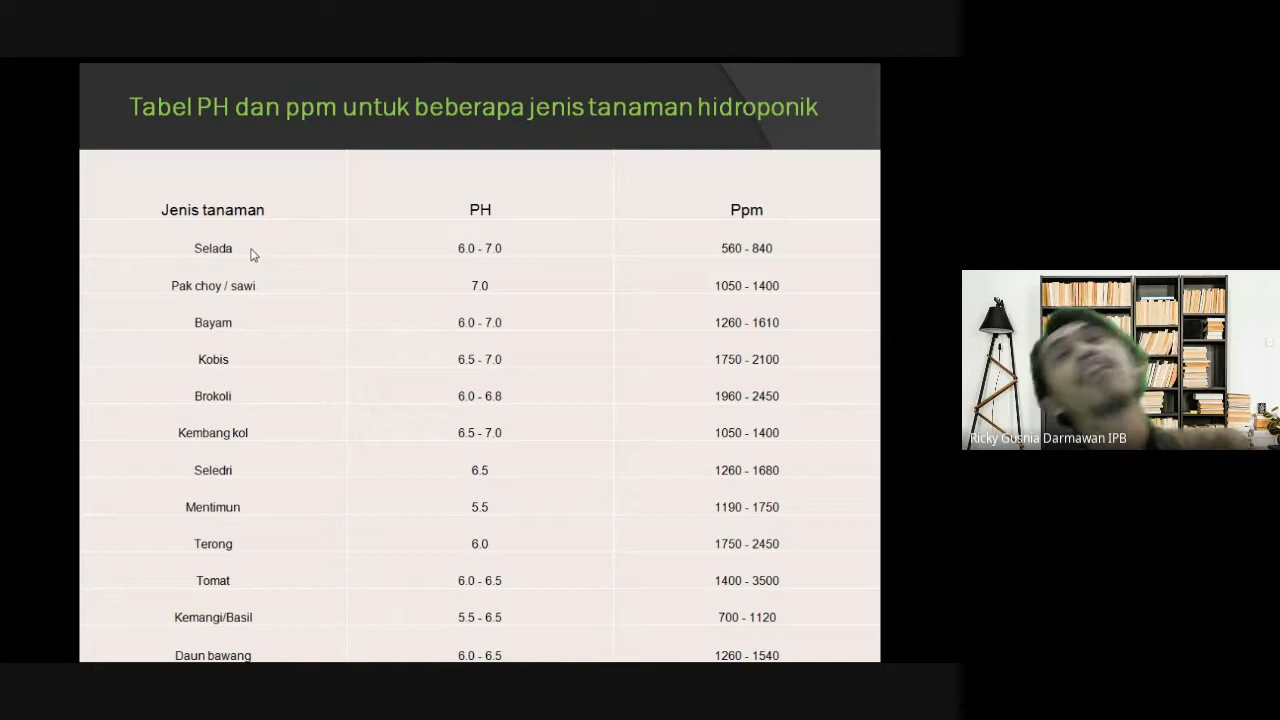 Tabel PH dan ppm untuk beberapa jenis tanaman hidroponik
Jenis tanaman PH Ppm
Selada 6.0 - 7.0 560 - 840
Pak choy / sawi 7.0 1050 - 1400
Bayam 6.0 - 7.0 1260 - 1610
Kobis 6.5 - 7.0 1750 - 2100
Brokoli 6.0 - 6.8 1960 - 2450
Kembang kol 6.5 - 7.0 1050 - 1400
Seledri 6.5 1260 - 1680
Mentimun 5.5 1190 - 1750
Terong 6.0 1750 - 2450
Tomat 6.0 - 6.5 1400 - 3500
Kemangi/Basil 5.5 - 6.5 700 - 1120
Daun bawang 6.0 - 6.5 1260 - 1540
Ricky Gusnia Darmawan IPB